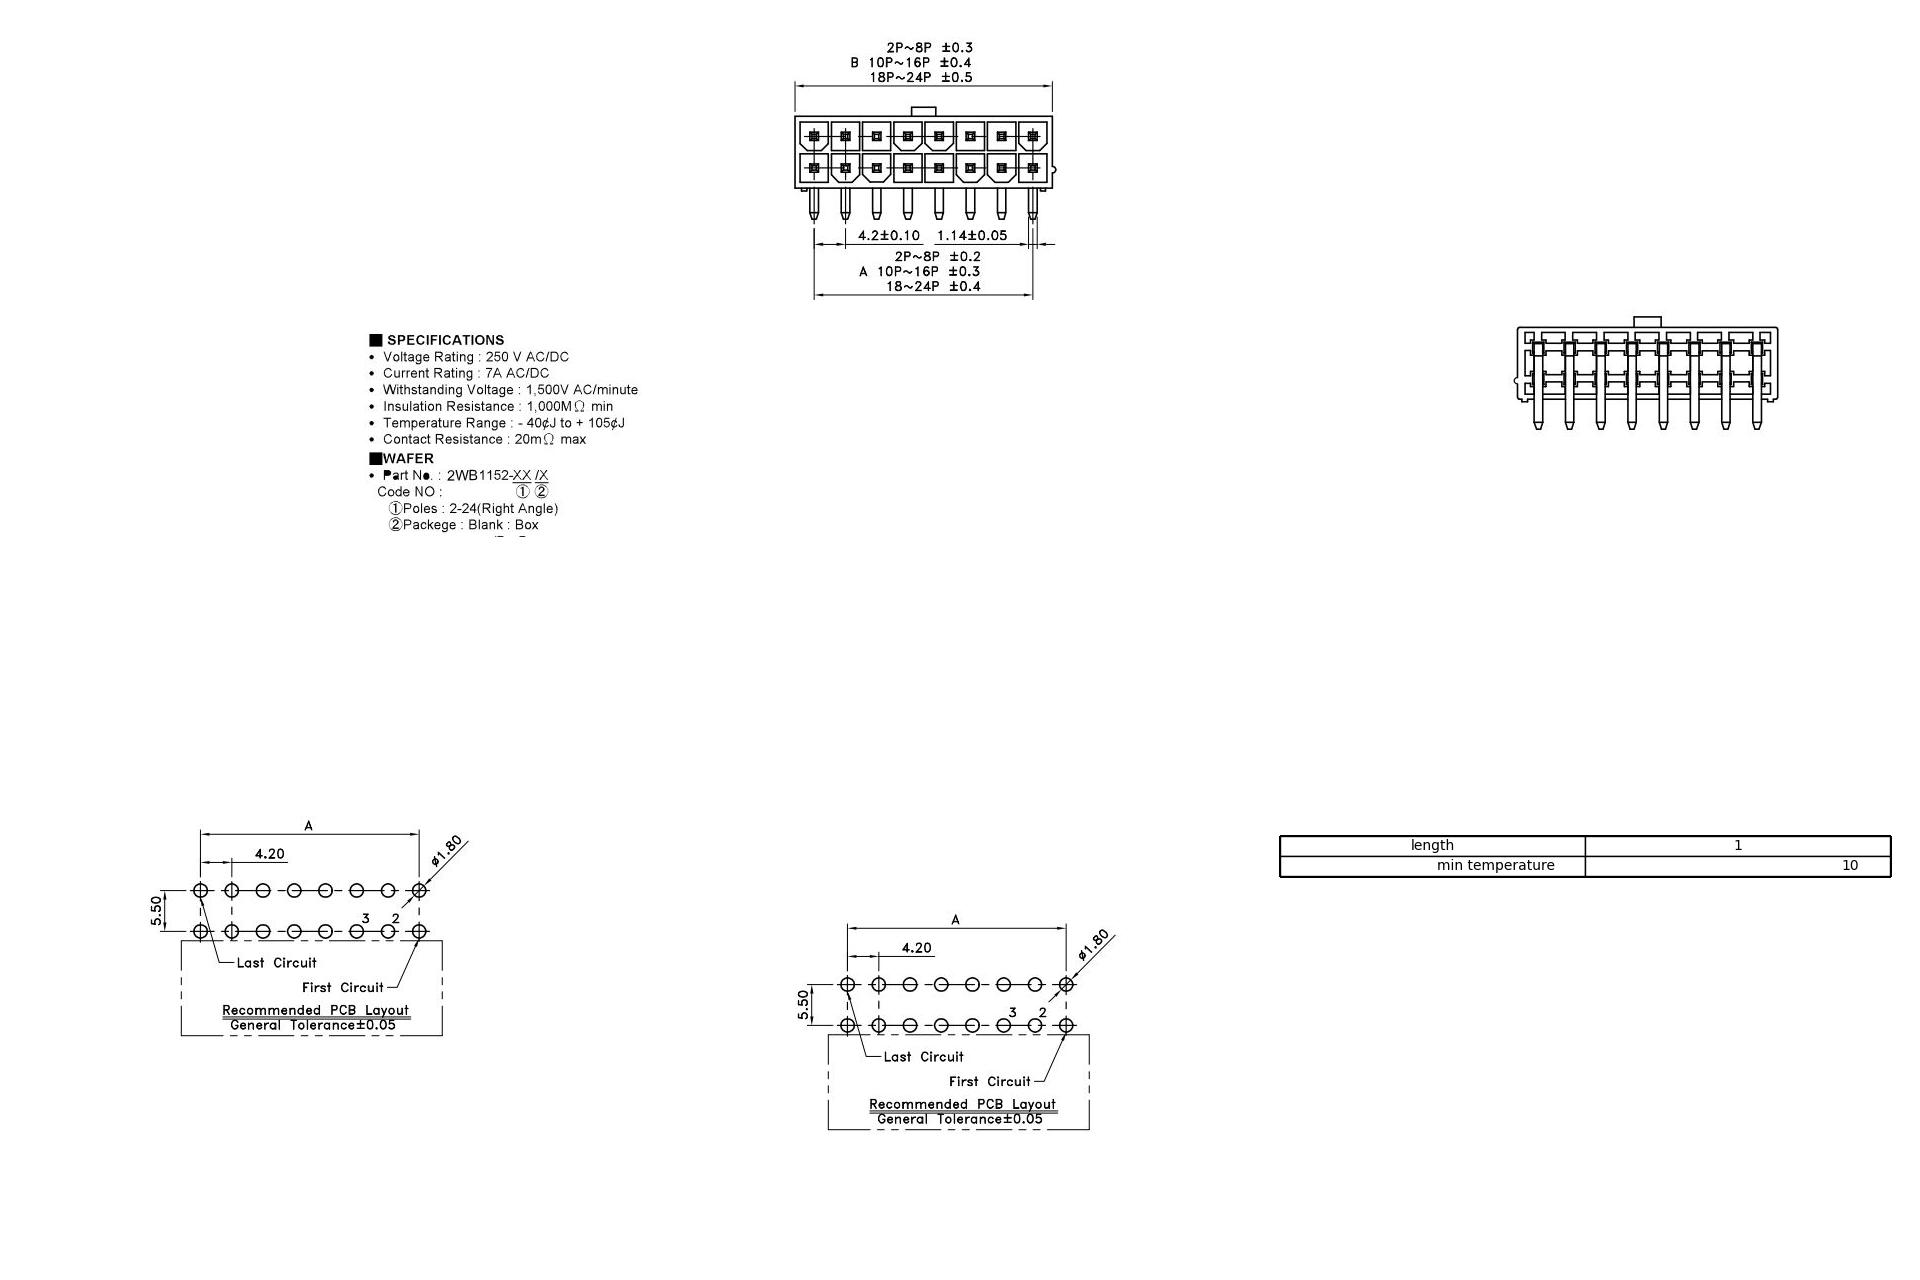 2P~8P ±0.3
B 10P~16P ±0.4
18P~24P ±0.5
4.2±0.10 1.14±0.05
2P~8P ±0.2
A 10P~16P ±0.3
18~24P ±0.4
■ SPECIFICATIONS
• Voltage Rating : 250 V AC/DC
• Current Rating : 7A AC/DC
• Withstanding Voltage : 1,500V AC/minute
• Insulation Resistance : 1,000MΩ min
• Temperature Range : - 40¢J to + 105¢J
• Contact Resistance : 20mΩ max
■WAFER
• Part No. : 2WB1152-XX /X
Code NO : ① ②
①Poles : 2-24(Right Angle)
②Packege : Blank : Box
A
4.20
ø1.80
5.50
3 2
Last Circuit
First Circuit
Recommended PCB Layout
General Tolerance±0.05
A
4.20
ø1.80
5.50
3 2
Last Circuit
First Circuit
Recommended PCB Layout
General Tolerance±0.05
length 1
min temperature 10